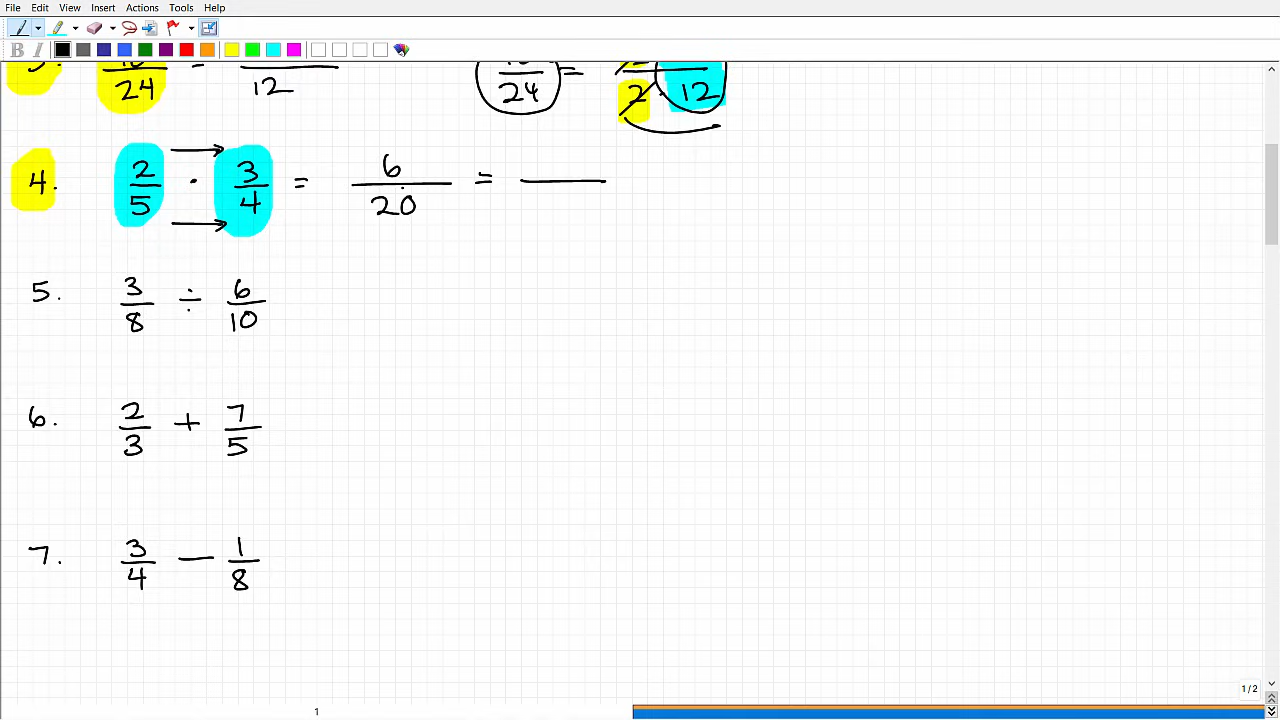 File Edit View Insert Actions Tools Help
B I
24 = 12 24 = 2 · 12
4. 2/5 · 3/4 = 6/20 =
5. 3/8 ÷ 6/10
6. 2/3 + 7/5
7. 3/4 — 1/8
1/2
1